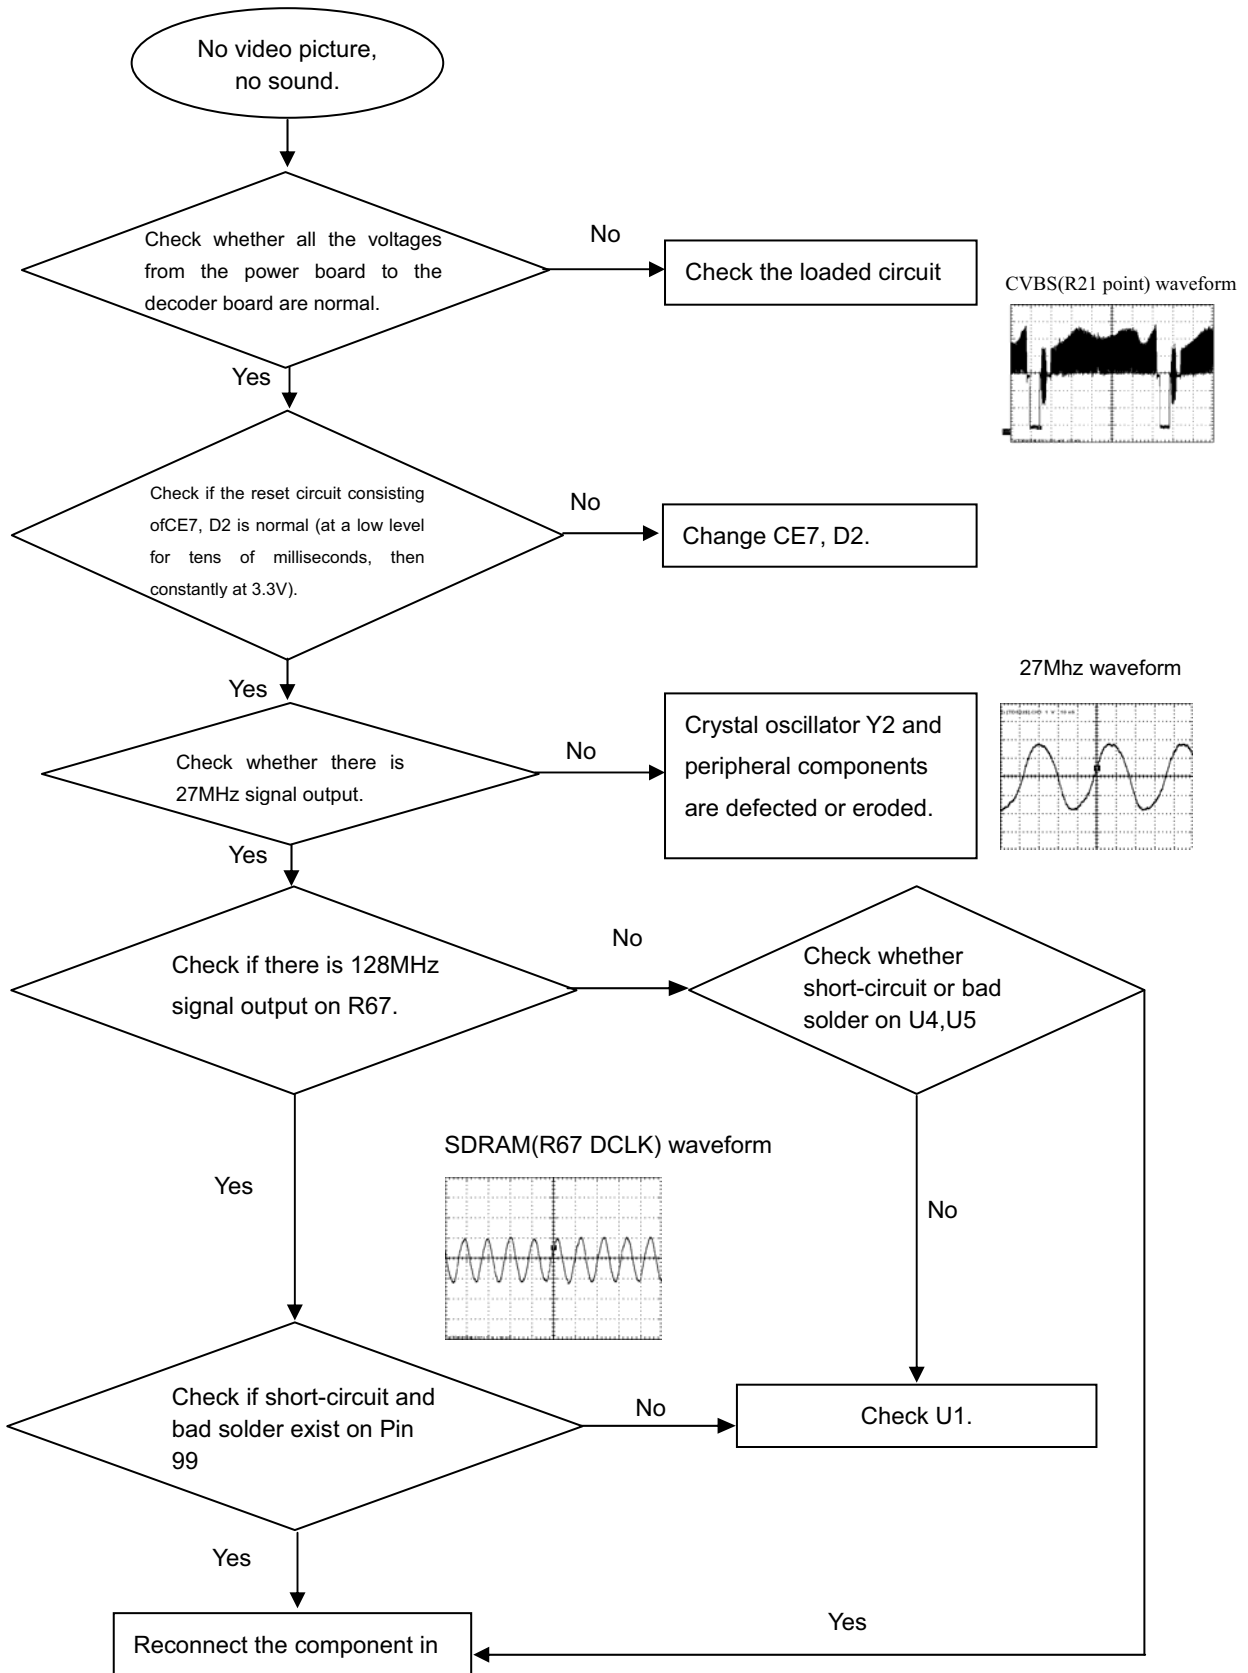 No video picture,
no sound.
Check whether all the voltages
from the power board to the
decoder board are normal.
No
Check the loaded circuit
CVBS(R21 point) waveform
Yes
Check if the reset circuit consisting
ofCE7, D2 is normal (at a low level
for tens of milliseconds, then
constantly at 3.3V).
No
Change CE7, D2.
Yes
27Mhz waveform
Check whether there is
27MHz signal output.
No
Crystal oscillator Y2 and
peripheral components
are defected or eroded.
Yes
Check if there is 128MHz
signal output on R67.
No
Check whether
short-circuit or bad
solder on U4,U5
SDRAM(R67 DCLK) waveform
Yes
No
Check if short-circuit and
bad solder exist on Pin
99
No
Check U1.
Yes
Yes
Reconnect the component in